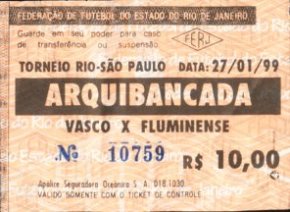 FEDERAÇÃO DE FUTEBOL DO ESTADO DO RIO DE JANEIRO
Guarde em seu poder para caso
de transferência ou suspensão.
FERJ
TORNEIO RIO-SÃO PAULO DATA: 27/01/99
ARQUIBANCADA
VASCO X FLUMINENSE
Nº 10759 R$ 10,00
Apólice Seguradora Oceânica S.A. 018.1030
VÁLIDO SOMENTE COM O TICKET DE CONTROLE